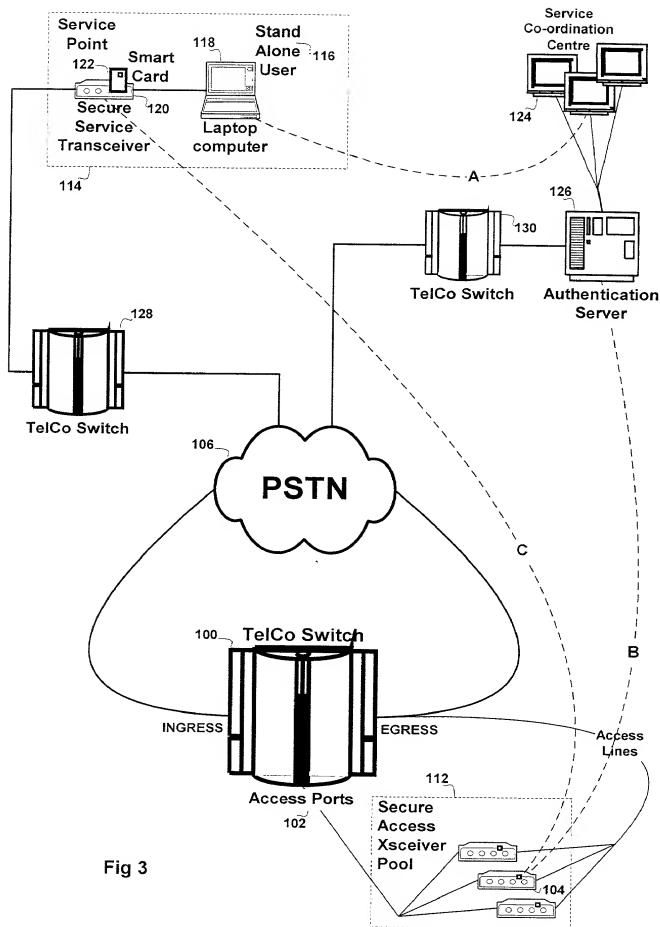 Service
Point
122
Smart
Card
120
Secure
Service
Transceiver
114
118
Stand
Alone
User
116
Laptop
computer
Service
Co-ordination
Centre
124
A
126
130
TelCo Switch
Authentication
Server
128
TelCo Switch
106
PSTN
C
B
TelCo Switch
100
INGRESS
EGRESS
Access
Lines
Access Ports
102
112
Secure
Access
Xsceiver
Pool
104
Fig 3